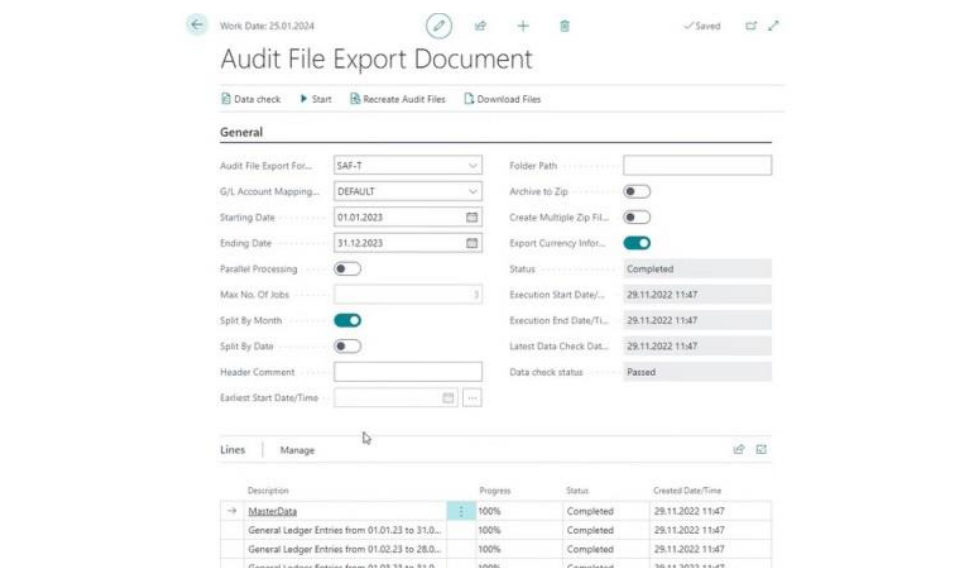 Work Date: 25.01.2024
Saved
Audit File Export Document
Data check Start Recreate Audit Files Download Files
General
Audit File Export For... SAF-T
G/L Account Mapping... DEFAULT
Starting Date 01.01.2023
Ending Date 31.12.2023
Parallel Processing
Max No. Of Jobs 3
Split By Month
Split By Date
Header Comment
Earliest Start Date/Time
Folder Path
Archive to Zip
Create Multiple Zip Fil...
Export Currency Infor...
Status Completed
Execution Start Date/... 29.11.2022 11:47
Execution End Date/Ti... 29.11.2022 11:47
Latest Data Check Dat... 29.11.2022 11:47
Data check status Passed
Lines Manage
Description Progress Status Created Date/Time
MasterData 100% Completed 29.11.2022 11:47
General Ledger Entries from 01.01.23 to 31.0... 100% Completed 29.11.2022 11:47
General Ledger Entries from 01.02.23 to 28.0... 100% Completed 29.11.2022 11:47